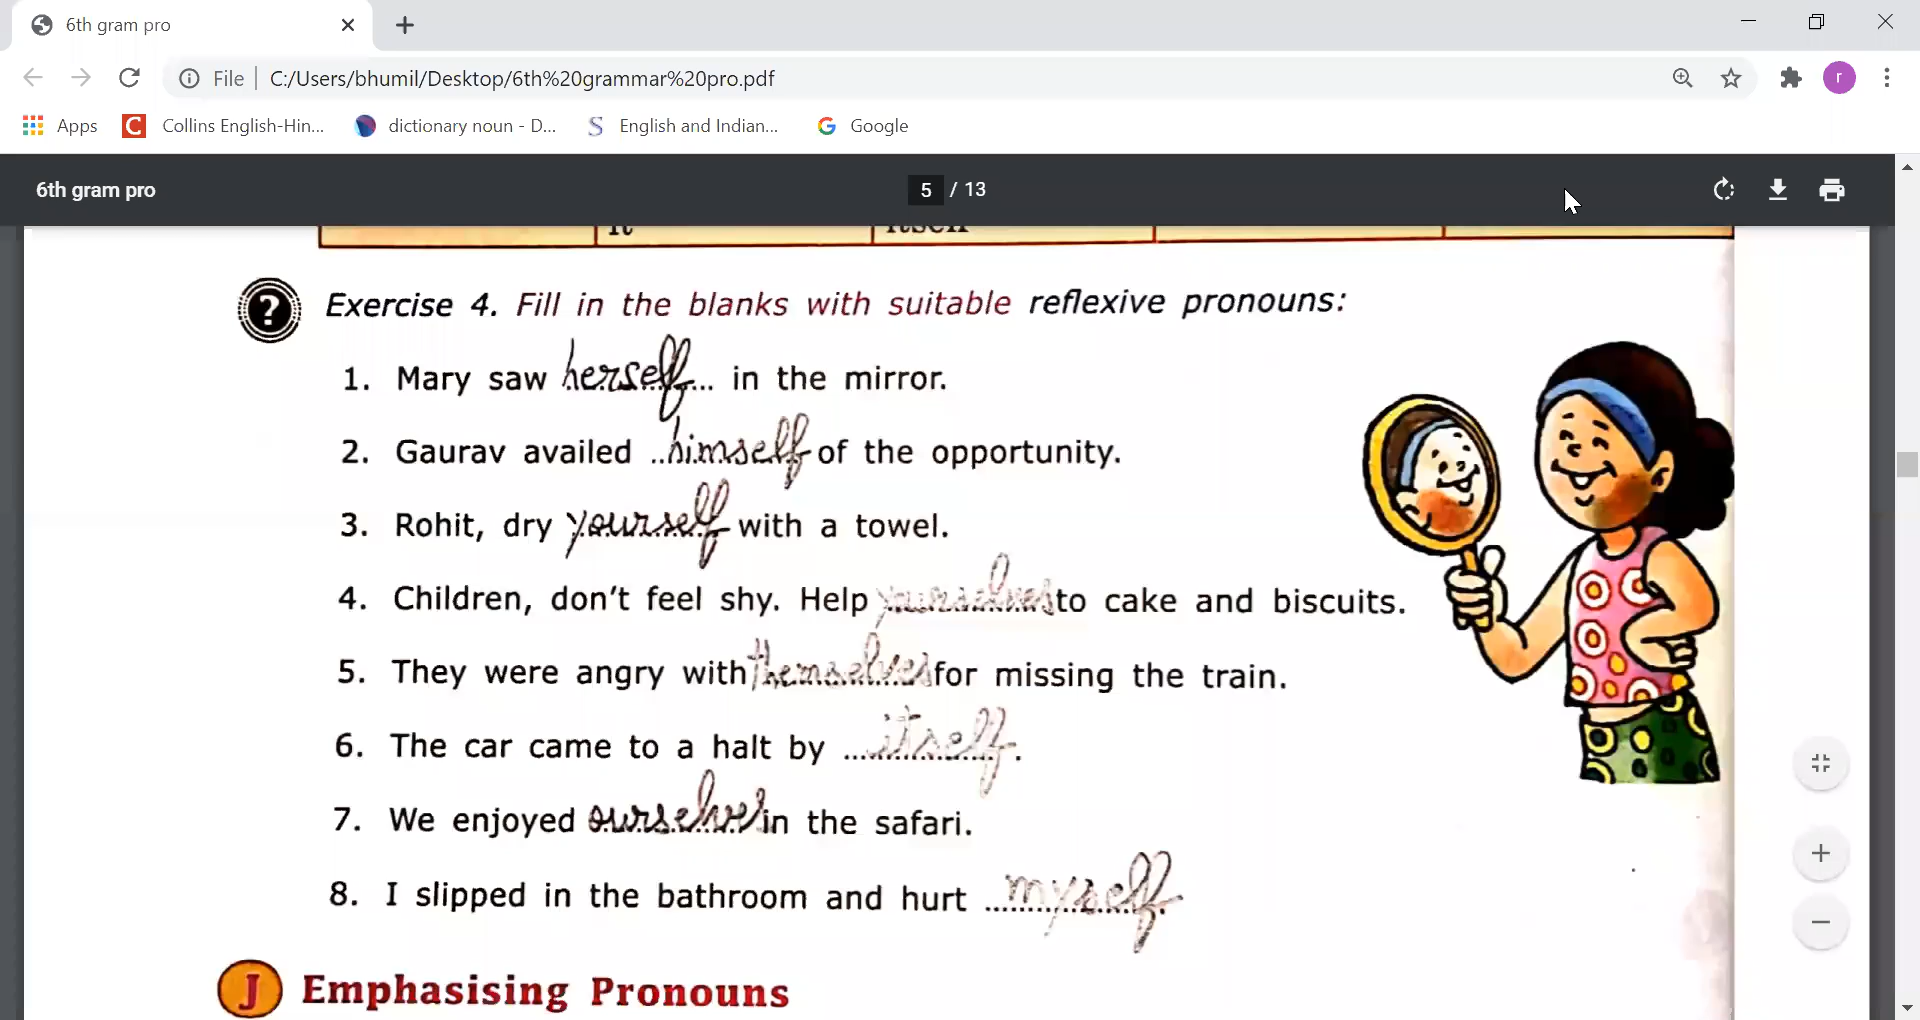 6th gram pro
File
C:/Users/bhumil/Desktop/6th%20grammar%20pro.pdf
r
Apps
Collins English-Hin...
dictionary noun - D...
English and Indian...
Google
6th gram pro
5 / 13
It itself
Exercise 4. Fill in the blanks with suitable reflexive pronouns:
1. Mary saw herself... in the mirror.
2. Gaurav availed ..himself of the opportunity.
3. Rohit, dry yourself with a towel.
4. Children, don't feel shy. Help yourselves to cake and biscuits.
5. They were angry with themselves for missing the train.
6. The car came to a halt by ...itself.
7. We enjoyed ourselves in the safari.
8. I slipped in the bathroom and hurt ...myself
J Emphasising Pronouns